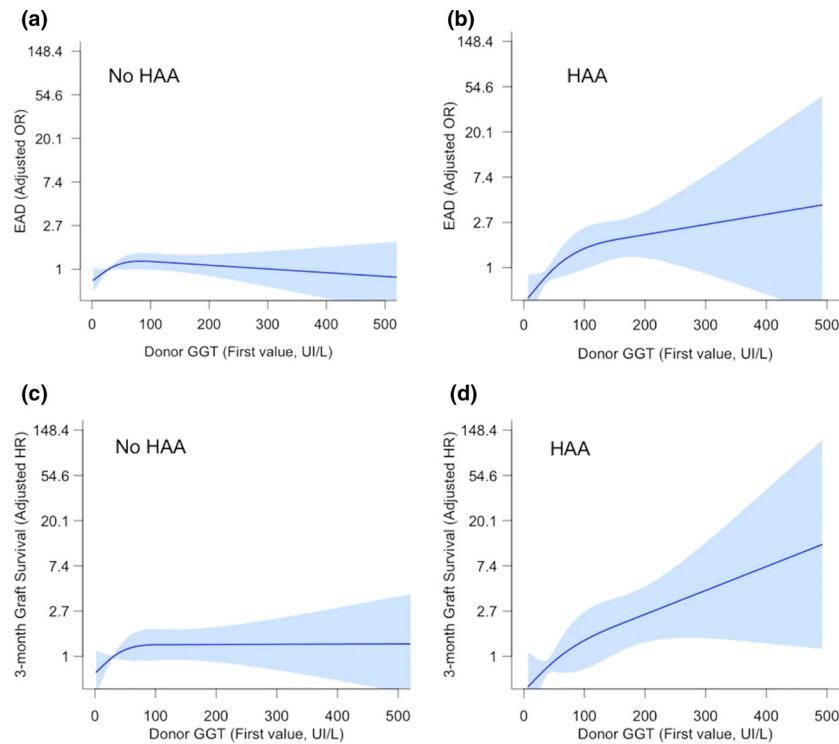 (a)
148.4
54.6
20.1
7.4
2.7
1
EAD (Adjusted OR)
No HAA
0 100 200 300 400 500
Donor GGT (First value, UI/L)
(b)
148.4
54.6
20.1
7.4
2.7
1
EAD (Adjusted OR)
HAA
0 100 200 300 400 500
Donor GGT (First value, UI/L)
(c)
148.4
54.6
20.1
7.4
2.7
1
3-month Graft Survival (Adjusted HR)
No HAA
0 100 200 300 400 500
Donor GGT (First value, UI/L)
(d)
148.4
54.6
20.1
7.4
2.7
1
3-month Graft Survival (Adjusted HR)
HAA
0 100 200 300 400 500
Donor GGT (First value, UI/L)